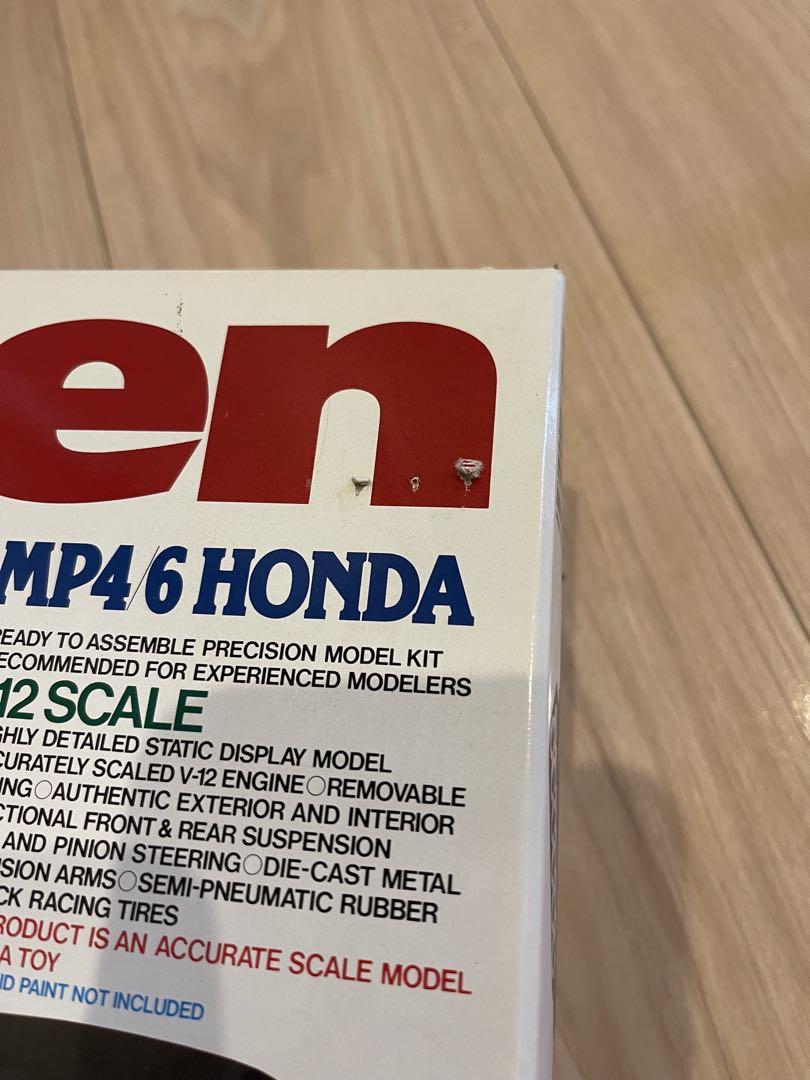 en
MP4/6 HONDA
READY TO ASSEMBLE PRECISION MODEL KIT
RECOMMENDED FOR EXPERIENCED MODELERS
12 SCALE
GHLY DETAILED STATIC DISPLAY MODEL
CURATELY SCALED V-12 ENGINE○REMOVABLE
ING○AUTHENTIC EXTERIOR AND INTERIOR
CTIONAL FRONT & REAR SUSPENSION
AND PINION STEERING○DIE-CAST METAL
SION ARMS○SEMI-PNEUMATIC RUBBER
CK RACING TIRES
RODUCT IS AN ACCURATE SCALE MODEL
A TOY
ID PAINT NOT INCLUDED